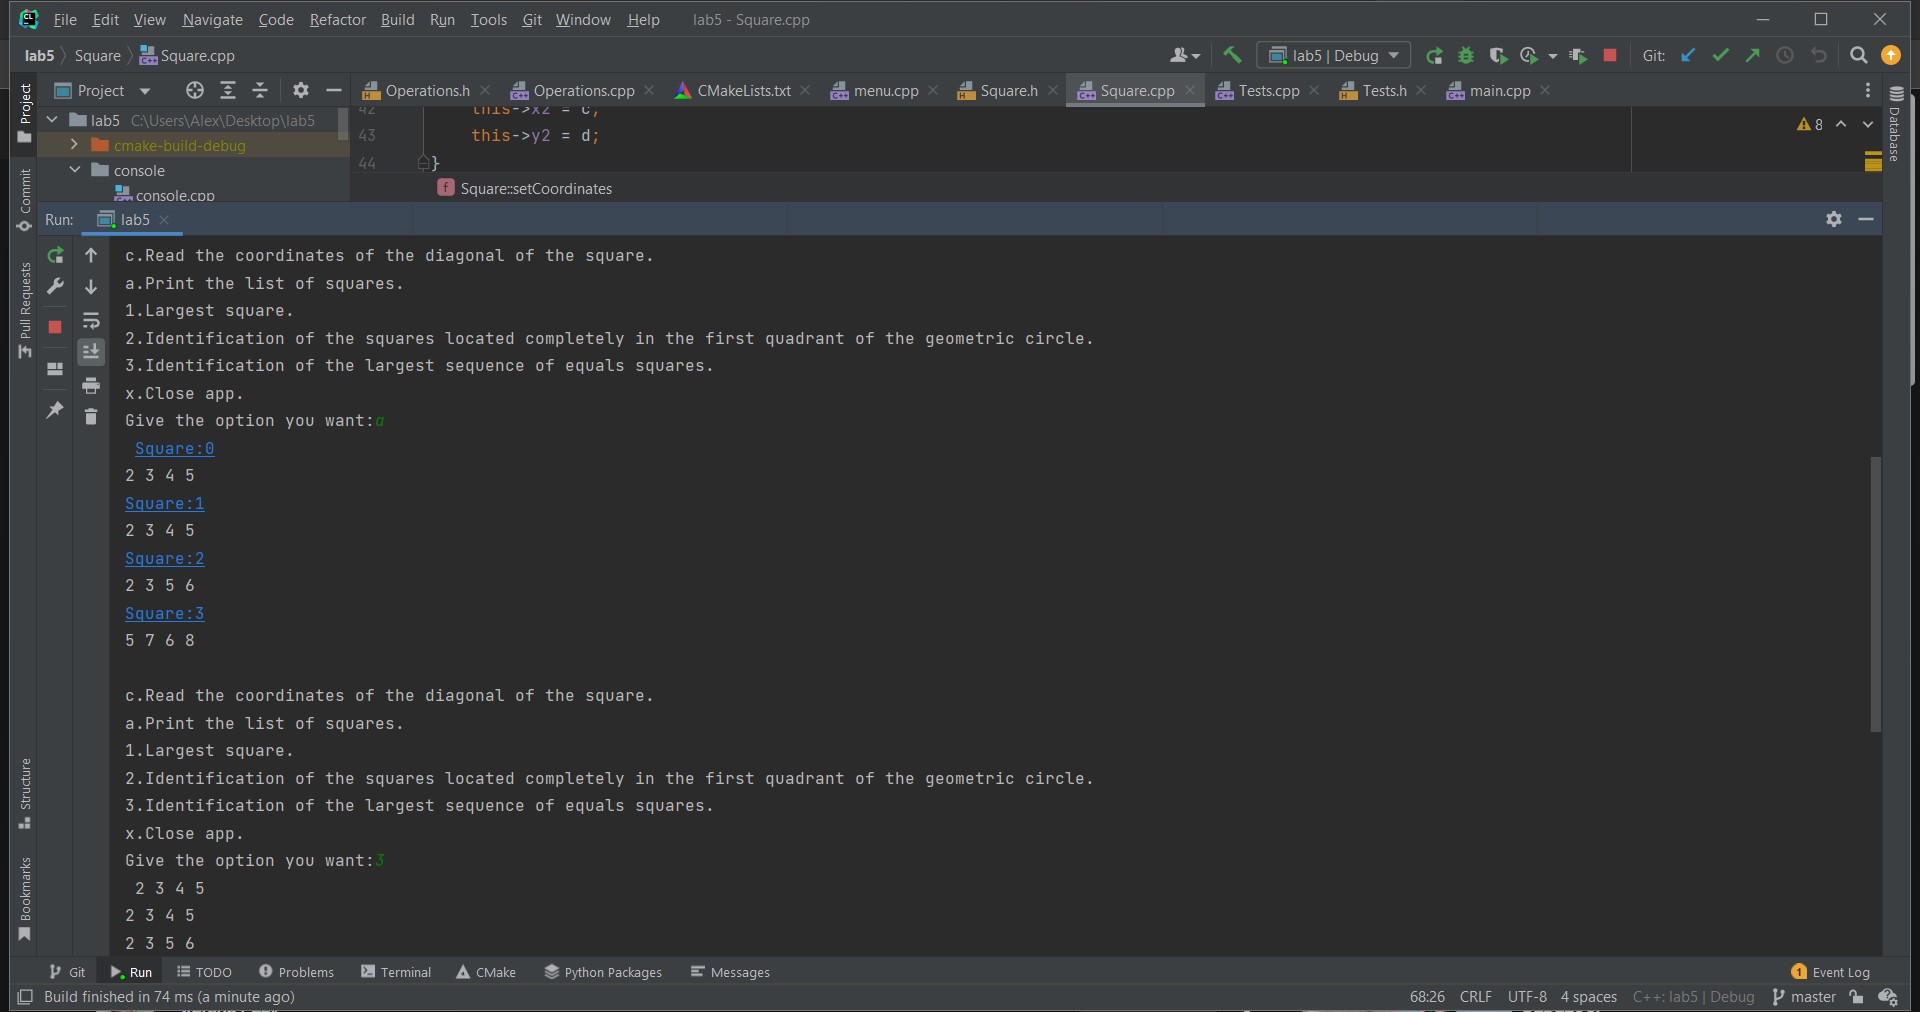 File Edit View Navigate Code Refactor Build Run Tools Git Window Help lab5 - Square.cpp
lab5 Square Square.cpp lab5 | Debug Git:
Project Operations.h Operations.cpp CMakeLists.txt menu.cpp Square.h Square.cpp Tests.cpp Tests.h main.cpp
lab5 C:\Users\Alex\Desktop\lab5
cmake-build-debug
console
console.cpp
42 this->x2 = c;
43 this->y2 = d;
44 }
8
Square::setCoordinates
Project
Commit
Pull Requests
Structure
Bookmarks
Database
Run: lab5
c.Read the coordinates of the diagonal of the square.
a.Print the list of squares.
1.Largest square.
2.Identification of the squares located completely in the first quadrant of the geometric circle.
3.Identification of the largest sequence of equals squares.
x.Close app.
Give the option you want:a
Square:0
2 3 4 5
Square:1
2 3 4 5
Square:2
2 3 5 6
Square:3
5 7 6 8
c.Read the coordinates of the diagonal of the square.
a.Print the list of squares.
1.Largest square.
2.Identification of the squares located completely in the first quadrant of the geometric circle.
3.Identification of the largest sequence of equals squares.
x.Close app.
Give the option you want:3
2 3 4 5
2 3 4 5
2 3 5 6
Git Run TODO Problems Terminal CMake Python Packages Messages 1 Event Log
Build finished in 74 ms (a minute ago) 68:26 CRLF UTF-8 4 spaces C++: lab5 | Debug master